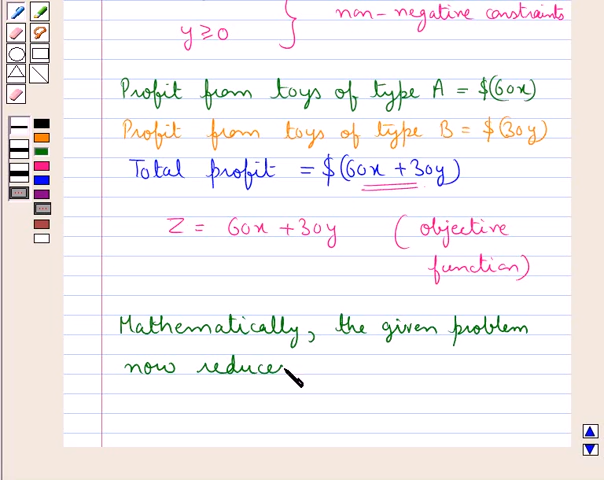 non-negative constraints
y ≥ 0
Profit from toys of type A = $(60x)
Profit from toys of type B = $(30y)
Total profit = $(60x + 30y)
Z = 60x + 30y (objective
function)
Mathematically, the given problem
now reduce